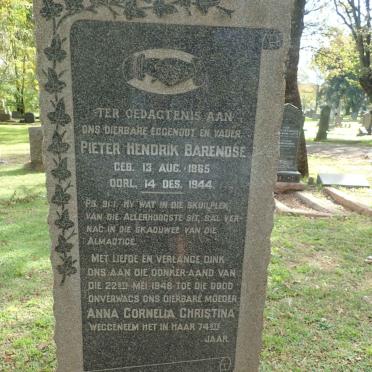 TER GEDAGTENIS AAN
ONS DIERBARE EGGENOOT EN VADER
PIETER HENDRIK BARENDSE
GEB. 13 AUG. 1865
OORL. 14 DES. 1944.
PS. 91:1. HY WAT IN DIE SKUILPLEK
VAN DIE ALLERHOOGSTE SIT, SAL VER-
NAG IN DIE SKADUWEE VAN DIE
ALMAGTIGE.
MET LIEFDE EN VERLANGE DINK
ONS AAN DIE DONKER-AAND VAN
DIE 22STE MEI 1948 TOE DIE DOOD
ONVERWAGS ONS DIERBARE MOEDER
ANNA CORNELIA CHRISTINA
WEGGENEEM HET IN HAAR 74STE
JAAR.